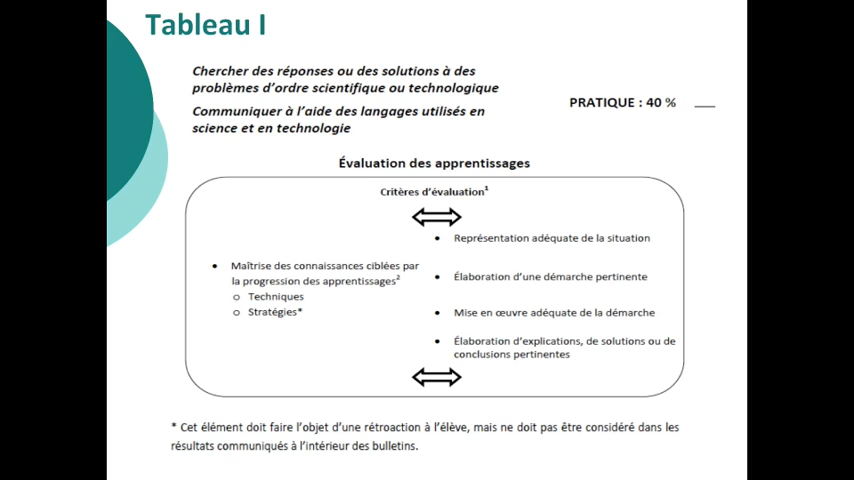 Tableau I
Chercher des réponses ou des solutions à des
problèmes d'ordre scientifique ou technologique
Communiquer à l'aide des langages utilisés en
science et en technologie
PRATIQUE : 40 % ___
Évaluation des apprentissages
Critères d'évaluation¹
• Maîtrise des connaissances ciblées par
la progression des apprentissages²
o Techniques
o Stratégies*
• Représentation adéquate de la situation
• Élaboration d'une démarche pertinente
• Mise en œuvre adéquate de la démarche
• Élaboration d'explications, de solutions ou de
conclusions pertinentes
* Cet élément doit faire l'objet d'une rétroaction à l'élève, mais ne doit pas être considéré dans les
résultats communiqués à l'intérieur des bulletins.